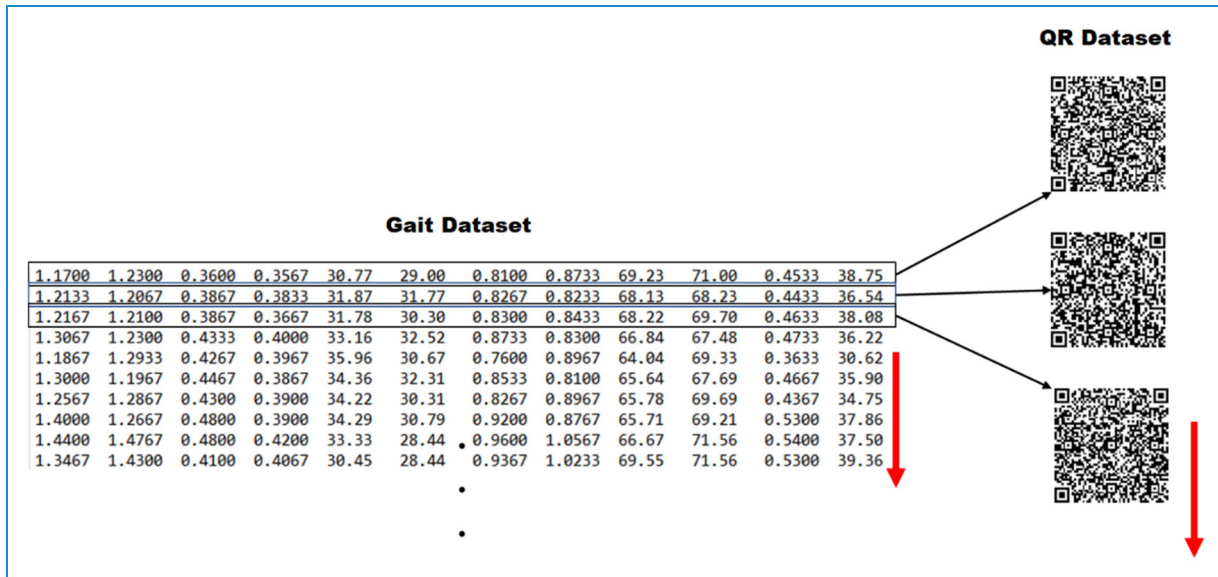 QR Dataset
Gait Dataset
1.1700 1.2300 0.3600 0.3567 30.77 29.00 0.8100 0.8733 69.23 71.00 0.4533 38.75
1.2133 1.2067 0.3867 0.3833 31.87 31.77 0.8267 0.8233 68.13 68.23 0.4433 36.54
1.2167 1.2100 0.3867 0.3667 31.78 30.30 0.8300 0.8433 68.22 69.70 0.4633 38.08
1.3067 1.2300 0.4333 0.4000 33.16 32.52 0.8733 0.8300 66.84 67.48 0.4733 36.22
1.1867 1.2933 0.4267 0.3967 35.96 30.67 0.7600 0.8967 64.04 69.33 0.3633 30.62
1.3000 1.1967 0.4467 0.3867 34.36 32.31 0.8533 0.8100 65.64 67.69 0.4667 35.90
1.2567 1.2867 0.4300 0.3900 34.22 30.31 0.8267 0.8967 65.78 69.69 0.4367 34.75
1.4000 1.2667 0.4800 0.3900 34.29 30.79 0.9200 0.8767 65.71 69.21 0.5300 37.86
1.4400 1.4767 0.4800 0.4200 33.33 28.44 0.9600 1.0567 66.67 71.56 0.5400 37.50
1.3467 1.4300 0.4100 0.4067 30.45 28.44 0.9367 1.0233 69.55 71.56 0.5300 39.36